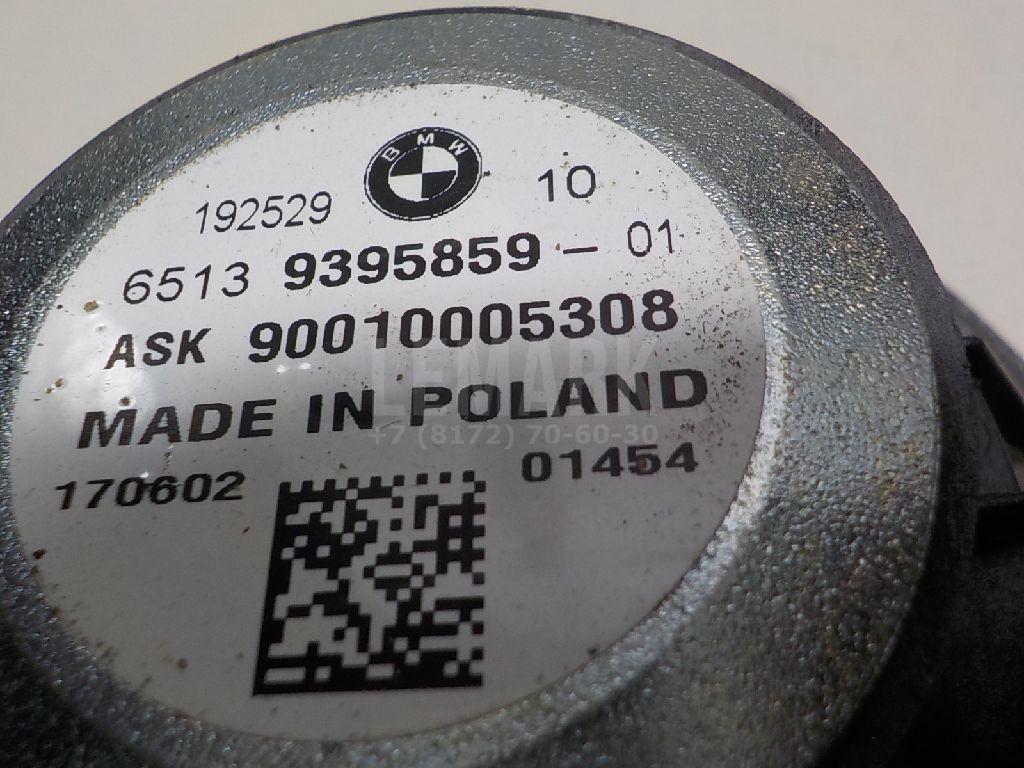 BMW
192529 10
6513 9395859 - 01
ASK 90010005308
LEMARK
MADE IN POLAND
+7 (8172) 70-60-30
170602 01454